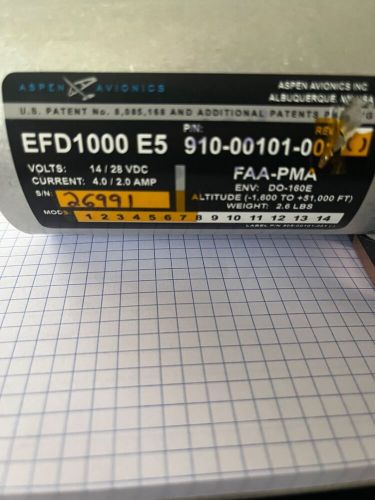 ASPEN AVIONICS
ASPEN AVIONICS INC
ALBUQUERQUE,
U.S. PATENT No. 8,085,168 AND ADDITIONAL PATENTS
P/N: REV
EFD1000 E5 910-00101-0
VOLTS: 14 / 28 VDC FAA-PMA
CURRENT: 4.0 / 2.0 AMP ENV: DO-160E
S/N: 26991 ALTITUDE (-1,600 TO +51,000 FT)
WEIGHT: 2.6 LBS
MODS 1 2 3 4 5 6 7 8 9 10 11 12 13 14
LABEL P/N